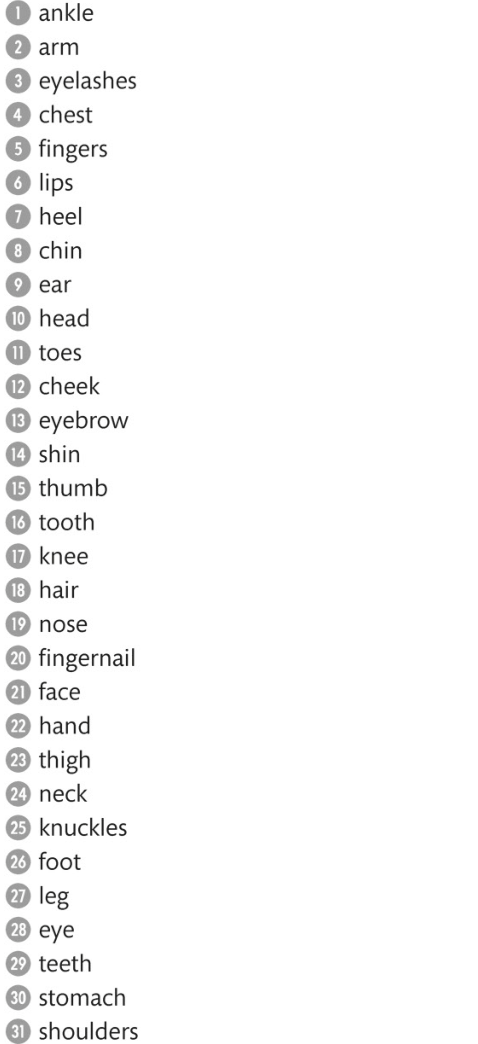 1 ankle
2 arm
3 eyelashes
4 chest
5 fingers
6 lips
7 heel
8 chin
9 ear
10 head
11 toes
12 cheek
13 eyebrow
14 shin
15 thumb
16 tooth
17 knee
18 hair
19 nose
20 fingernail
21 face
22 hand
23 thigh
24 neck
25 knuckles
26 foot
27 leg
28 eye
29 teeth
30 stomach
31 shoulders